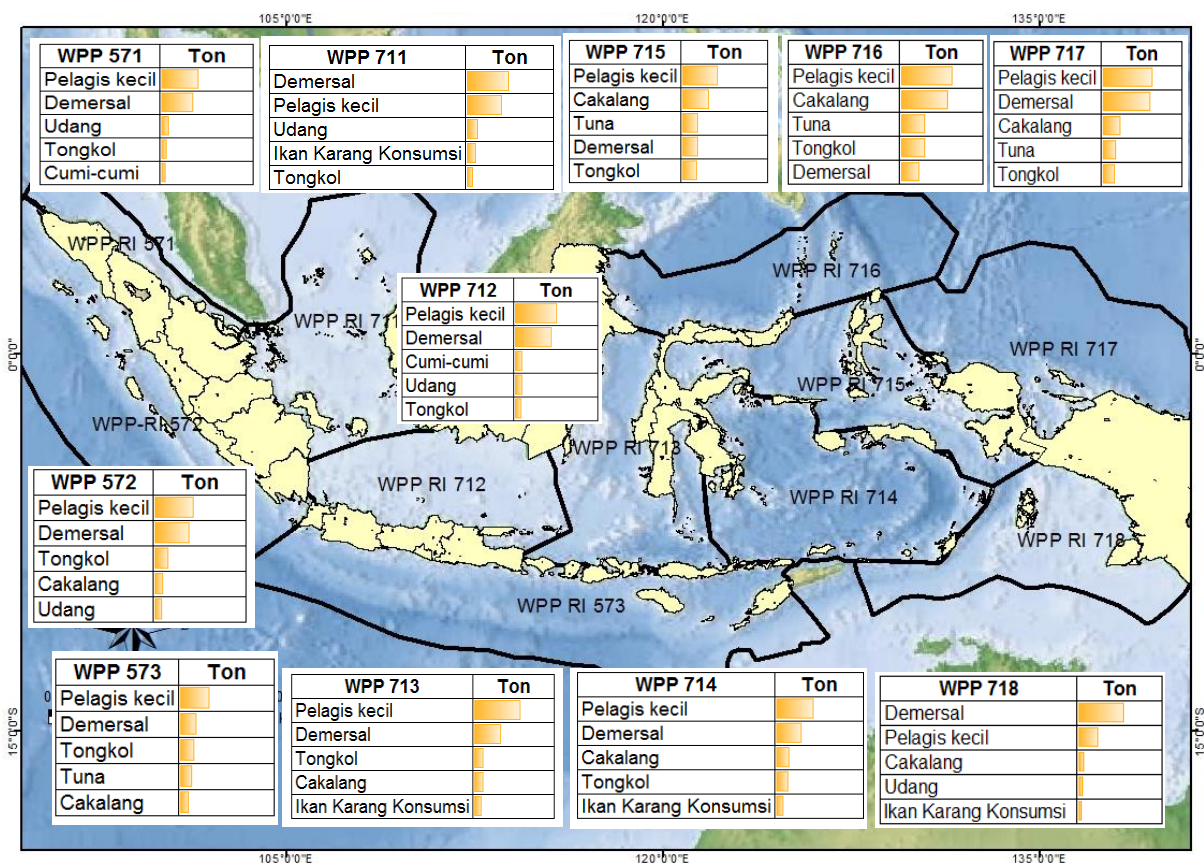 105°0'0"E 120°0'0"E 135°0'0"E
WPP 571 Ton
Pelagis kecil
Demersal
Udang
Tongkol
Cumi-cumi
WPP 711 Ton
Demersal
Pelagis kecil
Udang
Ikan Karang Konsumsi
Tongkol
WPP 715 Ton
Pelagis kecil
Cakalang
Tuna
Demersal
Tongkol
WPP 716 Ton
Pelagis kecil
Cakalang
Tuna
Tongkol
Demersal
WPP 717 Ton
Pelagis kecil
Demersal
Cakalang
Tuna
Tongkol
WPP-RI 571
WPP RI 716
WPP RI 711
WPP RI 717
0°0'0"
0°0'0"
WPP 712 Ton
Pelagis kecil
Demersal
Cumi-cumi
Udang
Tongkol
WPP RI 715
WPP-RI 572
WPP RI 713
WPP RI 712
WPP RI 714
WPP RI 718
WPP RI 573
WPP 572 Ton
Pelagis kecil
Demersal
Tongkol
Cakalang
Udang
WPP 573 Ton
Pelagis kecil
Demersal
Tongkol
Tuna
Cakalang
0
WPP 713 Ton
Pelagis kecil
Demersal
Tongkol
Cakalang
Ikan Karang Konsumsi
WPP 714 Ton
Pelagis kecil
Demersal
Cakalang
Tongkol
Ikan Karang Konsumsi
WPP 718 Ton
Demersal
Pelagis kecil
Cakalang
Udang
Ikan Karang Konsumsi
15°0'0"S
15°0'0"S
105°0'0"E 120°0'0"E 135°0'0"E